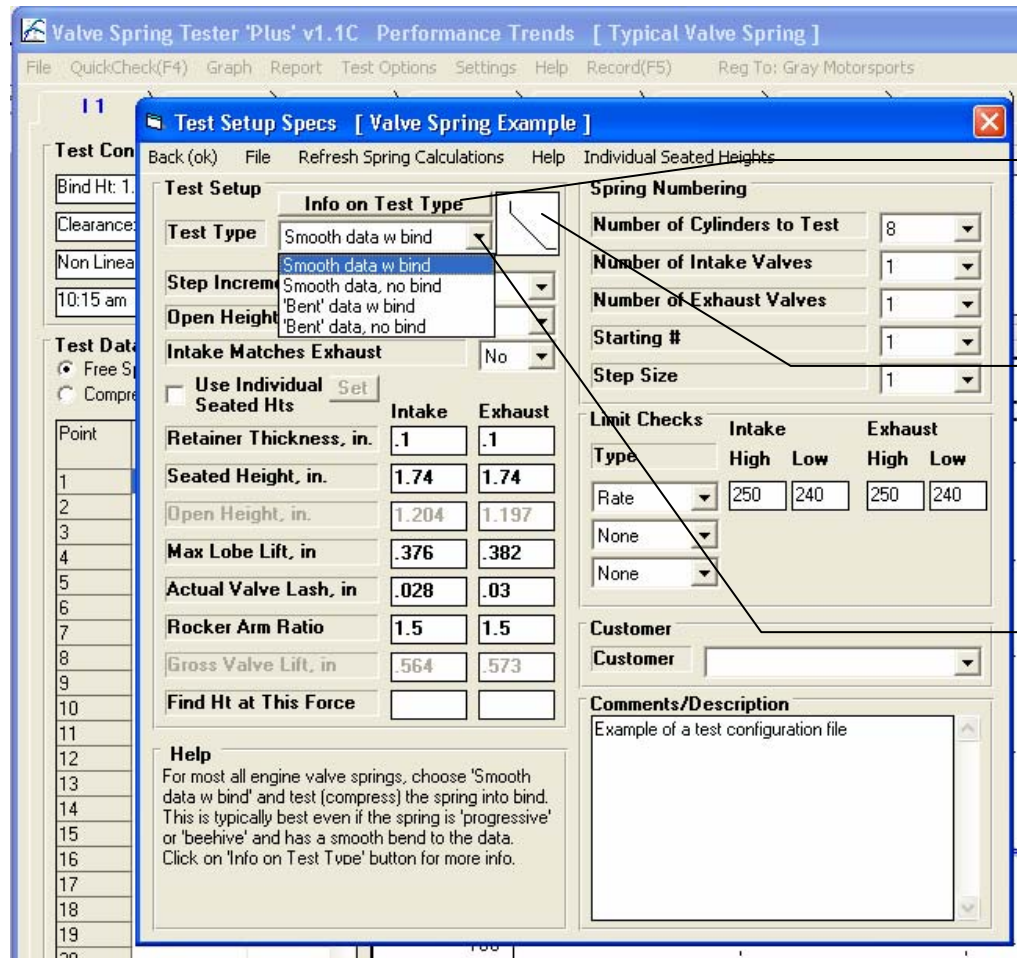 Valve Spring Tester 'Plus' v1.1C Performance Trends [ Typical Valve Spring ]
File QuickCheck(F4) Graph Report Test Options Settings Help Record(F5) Reg To: Gray Motorsports
I 1
Test Setup Specs [ Valve Spring Example ]
Back (ok) File Refresh Spring Calculations Help Individual Seated Heights
Test Con
Bind Ht: 1.
Clearance:
Non Linea
10:15 am
Test Data
Free Sp
Compre
Point
1
2
3
4
5
6
7
8
9
10
11
12
13
14
15
16
17
18
19
Test Setup
Info on Test Type
Test Type Smooth data w bind
Smooth data w bind
Smooth data, no bind
'Bent' data w bind
'Bent' data, no bind
Step Increme
Open Height
Intake Matches Exhaust No
Use Individual Seated Hts Set
Intake Exhaust
Retainer Thickness, in. .1 .1
Seated Height, in. 1.74 1.74
Open Height, in. 1.204 1.197
Max Lobe Lift, in .376 .382
Actual Valve Lash, in .028 .03
Rocker Arm Ratio 1.5 1.5
Gross Valve Lift, in .564 .573
Find Ht at This Force
Help
For most all engine valve springs, choose 'Smooth
data w bind' and test (compress) the spring into bind.
This is typically best even if the spring is 'progressive'
or 'beehive' and has a smooth bend to the data.
Click on 'Info on Test Type' button for more info.
Spring Numbering
Number of Cylinders to Test 8
Number of Intake Valves 1
Number of Exhaust Valves 1
Starting # 1
Step Size 1
Limit Checks Intake Exhaust
Type High Low High Low
Rate 250 240 250 240
None
None
Customer
Customer
Comments/Description
Example of a test configuration file